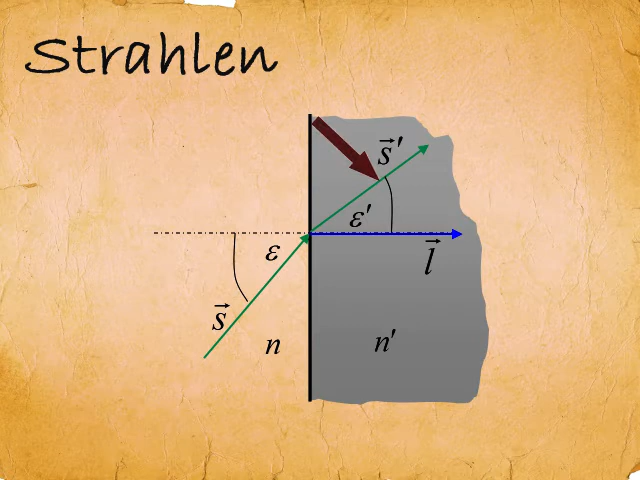 Strahlen
s⃗′
ε′
ε
l⃗
s⃗
n
n′